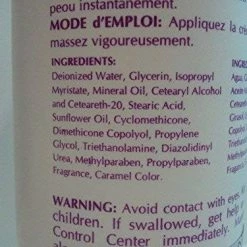 peou instantanément.
MODE d'EMPLOI: Appliquez la
massez vigoureusement.
INGREDIENTS:
Deionized Water, Glycerin, Isopropyl
Myristate, Mineral Oil, Cetearyl Alcohol
and Ceteareth-20, Stearic Acid,
Sunflower Oil, Cyclomethicone,
Dimethicone Copolyol, Propylene
Glycol, Triethanolamine, Diazolidinyl
Urea, Methylparaben, Propylparaben,
Fragrance, Caramel Color.
WARNING: Avoid contact with eyes
children. If swallowed, get help
Control Center immediately.